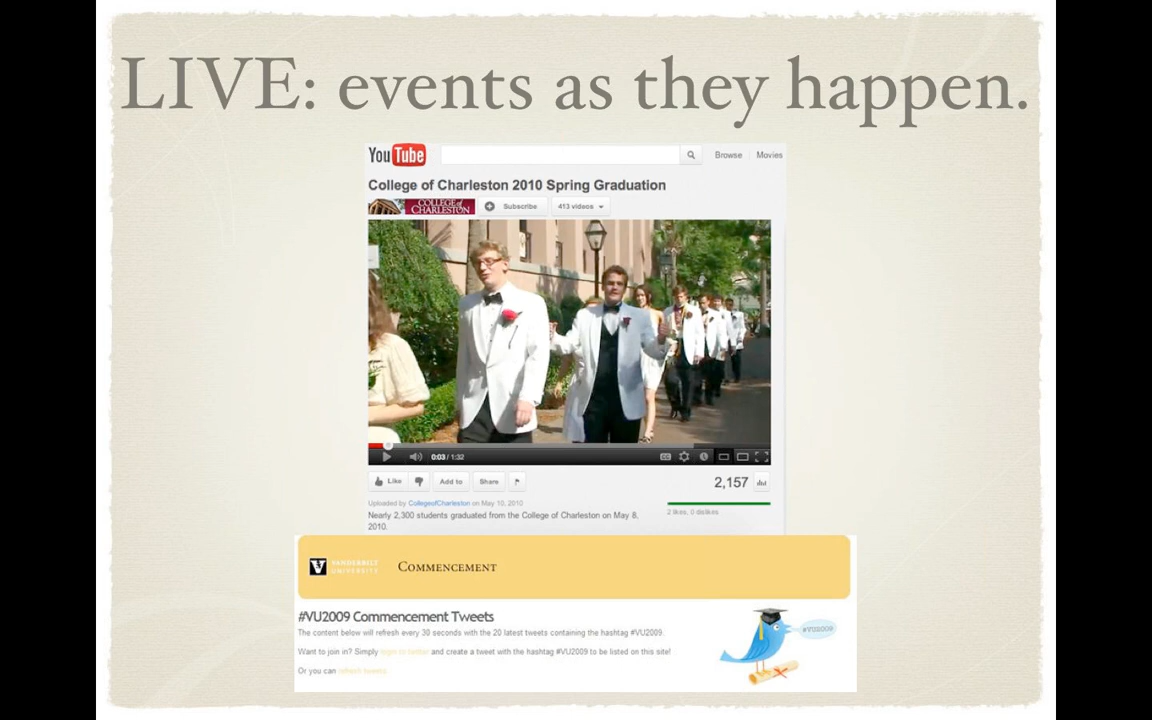 LIVE: events as they happen.
YouTube
Browse Movies
College of Charleston 2010 Spring Graduation
COLLEGE of CHARLESTON Subscribe 413 videos
0:03 / 1:32 CC
Like Add to Share 2,157
Uploaded by CollegeofCharleston on May 10, 2010
2 likes, 0 dislikes
Nearly 2,300 students graduated from the College of Charleston on May 8,
2010.
V VANDERBILT UNIVERSITY COMMENCEMENT
#VU2009 Commencement Tweets
The content below will refresh every 30 seconds with the 20 latest tweets containing the hashtag #VU2009.
#VU2009
Want to join in? Simply login to twitter and create a tweet with the hashtag #VU2009 to be listed on this site!
Or you can refresh tweets.